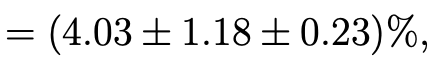 = (4.03 ± 1.18 ± 0.23)%,